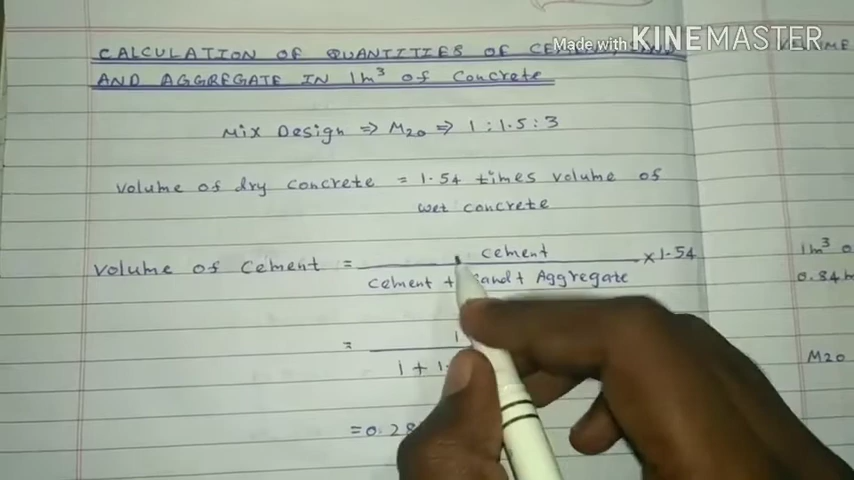 Made with KINEMASTER
CALCULATION OF QUANTITIES OF
AND AGGREGATE IN 1m³ of Concrete
Mix Design => M20 => 1 : 1.5 : 3
Volume of dry concrete = 1.54 times volume of
wet concrete
Volume of cement = cement × 1.54
cement + Sand + Aggregate
=
1 +
= 0.28
1m³
0.84
M20